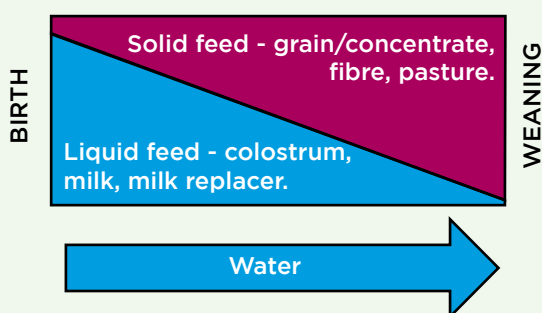 BIRTH
Solid feed - grain/concentrate,
fibre, pasture.
Liquid feed - colostrum,
milk, milk replacer.
WEANING
Water